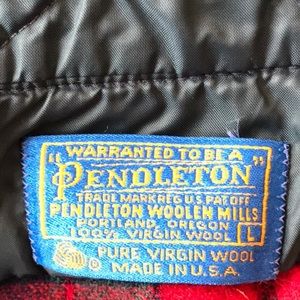 WARRANTED TO BE A
"PENDLETON"
TRADE MARK REG U.S. PAT. OFF.
PENDLETON WOOLEN MILLS
PORTLAND, OREGON
100% VIRGIN WOOL L
®
PURE VIRGIN WOOL
MADE IN U.S.A.